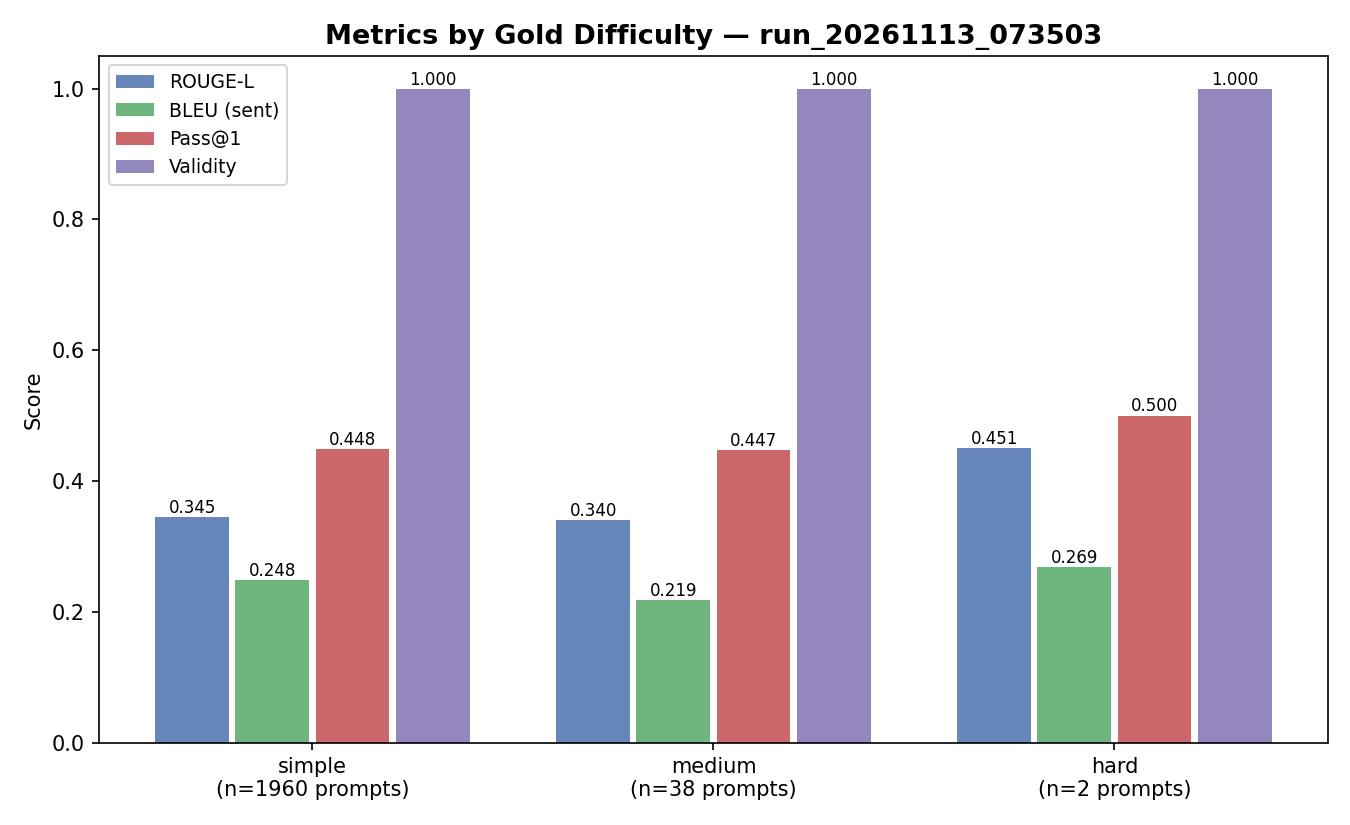 Metrics by Gold Difficulty — run_20261113_073503
ROUGE-L
BLEU (sent)
Pass@1
Validity
Score
1.0
0.8
0.6
0.4
0.2
0.0
0.345
0.248
0.448
1.000
0.340
0.219
0.447
1.000
0.451
0.269
0.500
1.000
simple
(n=1960 prompts)
medium
(n=38 prompts)
hard
(n=2 prompts)